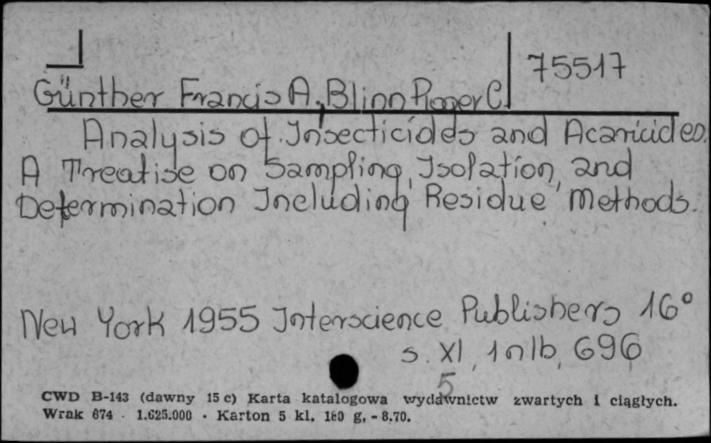 75517
Günther Francis A, Blinn Roger C.
Analysis of Insecticides and Acaricides.
A Treatise on Sampling, Isolation, and
Determination Including Residue Methods.
New York 1955 Interscience Publishers 16°
s. XI, 1 nlb, 696
5
CWD B-143 (dawny 15 c) Karta katalogowa wydawnictw zwartych i ciągłych.
Wrak 674 - 1.625.000 - Karton 5 kl. 180 g. - 8.70.